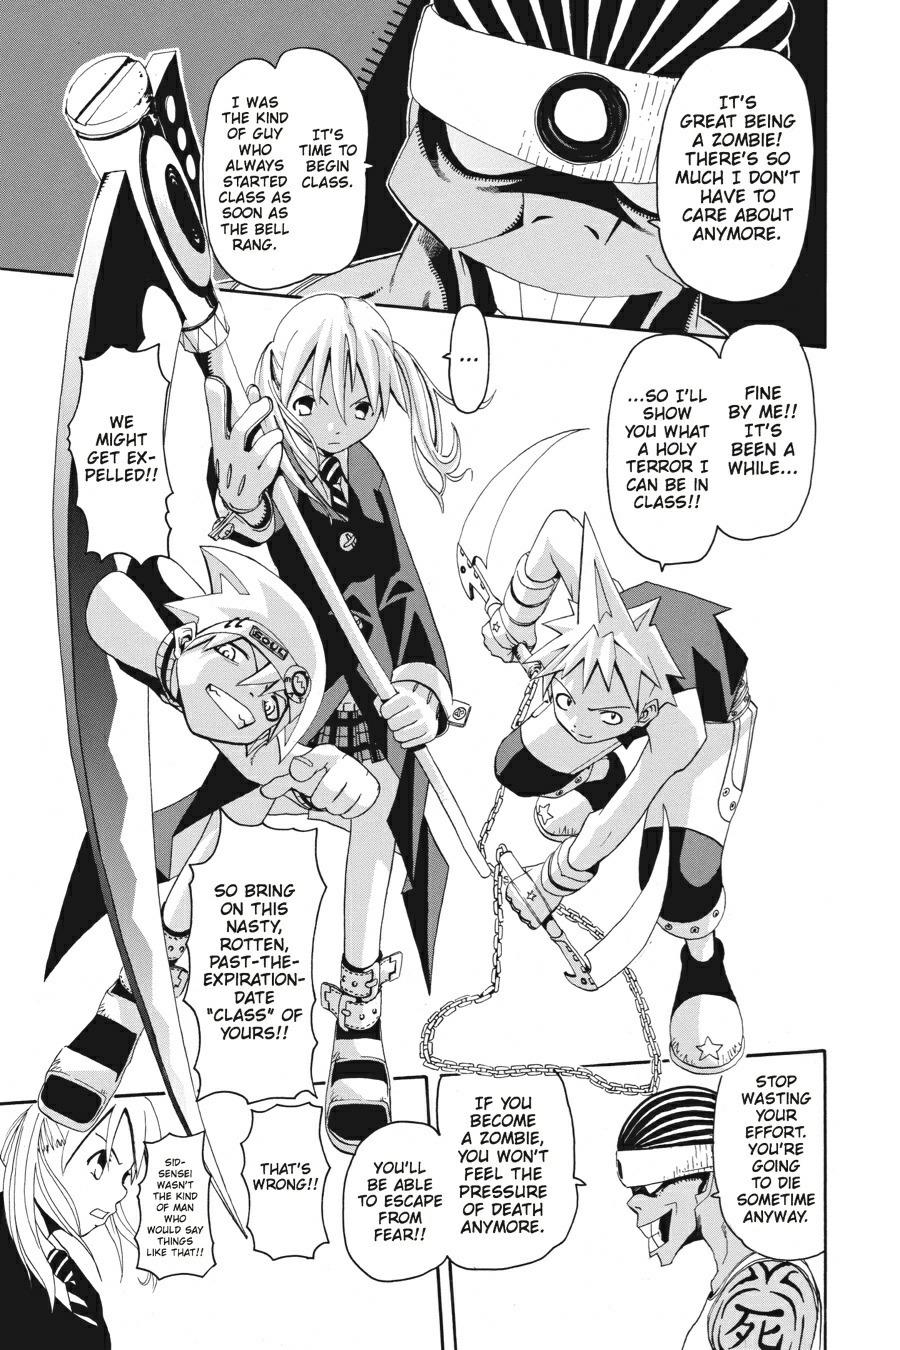 IT'S
GREAT BEING
A ZOMBIE!
THERE'S SO
MUCH I DON'T
HAVE TO
CARE ABOUT
ANYMORE.
IT'S
TIME TO
BEGIN
CLASS.
I WAS
THE KIND
OF GUY
WHO
ALWAYS
STARTED
CLASS AS
SOON AS
THE BELL
RANG.
FINE
BY ME!!
IT'S
BEEN A
WHILE...
...SO I'LL
SHOW
YOU WHAT
A HOLY
TERROR I
CAN BE IN
CLASS!!
...
WE
MIGHT
GET EX-
PELLED!!
SOUL
SO BRING
ON THIS
NASTY,
ROTTEN,
PAST-THE-
EXPIRATION-
DATE
"CLASS" OF
YOURS!!
STOP
WASTING
YOUR
EFFORT.
YOU'RE
GOING
TO DIE
SOMETIME
ANYWAY.
死
IF YOU
BECOME
A ZOMBIE,
YOU WON'T
FEEL THE
PRESSURE
OF DEATH
ANYMORE.
YOU'LL
BE ABLE
TO ESCAPE
FROM
FEAR!!
THAT'S
WRONG!!
SID-
SENSEI
WASN'T
THE KIND
OF MAN
WHO
WOULD SAY
THINGS
LIKE THAT!!